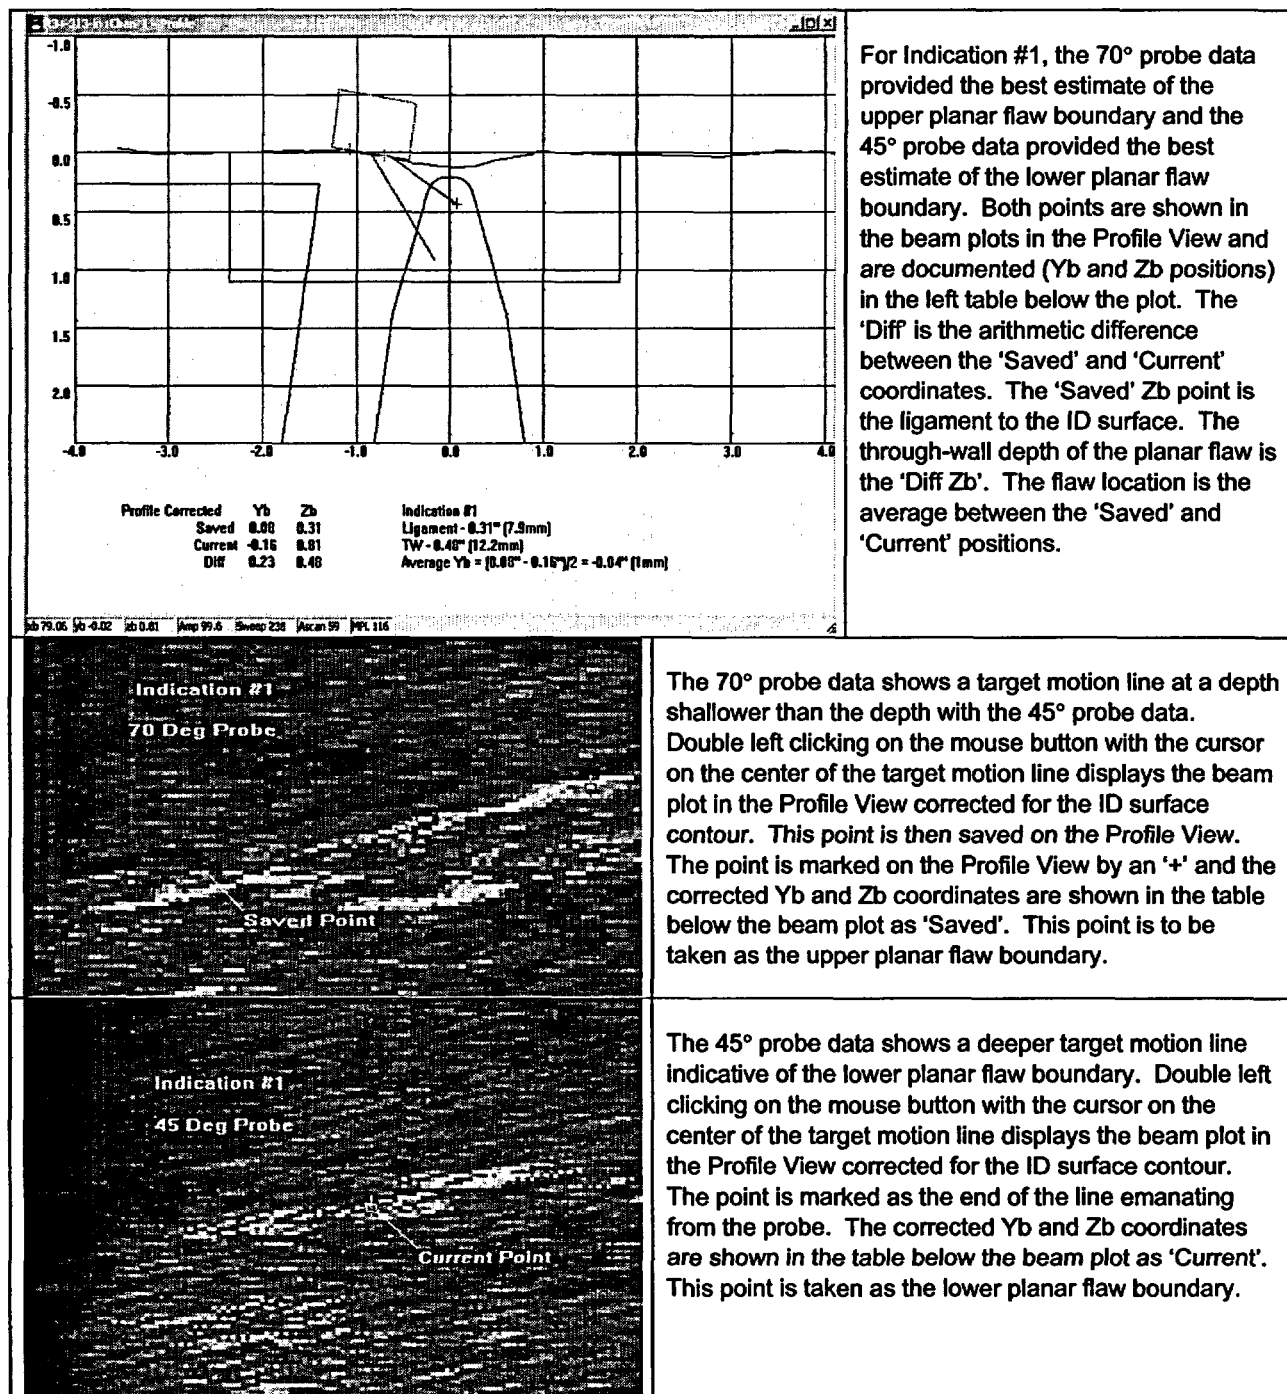 -1.0
-0.5
0.0
0.5
1.0
1.5
2.0
-4.0 -3.0 -2.0 -1.0 0.0 1.0 2.0 3.0 4.0
Profile Corrected Yb Zb
Saved 0.08 0.31
Current -0.16 0.81
Diff 0.23 0.48
Indication #1
Ligament - 0.31" (7.9mm)
TW - 0.48" (12.2mm)
Average Yb = (0.08" - 0.16")/2 = -0.04" (1mm)
xb 79.06 yb -0.02 zb 0.81 Amp 99.6 Sweep 238 Ascan 59 MPL 116
For Indication #1, the 70° probe data
provided the best estimate of the
upper planar flaw boundary and the
45° probe data provided the best
estimate of the lower planar flaw
boundary. Both points are shown in
the beam plots in the Profile View and
are documented (Yb and Zb positions)
in the left table below the plot. The
'Diff' is the arithmetic difference
between the 'Saved' and 'Current'
coordinates. The 'Saved' Zb point is
the ligament to the ID surface. The
through-wall depth of the planar flaw is
the 'Diff Zb'. The flaw location is the
average between the 'Saved' and
'Current' positions.
Indication #1
70 Deg Probe
Saved Point
The 70° probe data shows a target motion line at a depth
shallower than the depth with the 45° probe data.
Double left clicking on the mouse button with the cursor
on the center of the target motion line displays the beam
plot in the Profile View corrected for the ID surface
contour. This point is then saved on the Profile View.
The point is marked on the Profile View by an '+' and the
corrected Yb and Zb coordinates are shown in the table
below the beam plot as 'Saved'. This point is to be
taken as the upper planar flaw boundary.
Indication #1
45 Deg Probe
Current Point
The 45° probe data shows a deeper target motion line
indicative of the lower planar flaw boundary. Double left
clicking on the mouse button with the cursor on the
center of the target motion line displays the beam plot in
the Profile View corrected for the ID surface contour.
The point is marked as the end of the line emanating
from the probe. The corrected Yb and Zb coordinates
are shown in the table below the beam plot as 'Current'.
This point is taken as the lower planar flaw boundary.